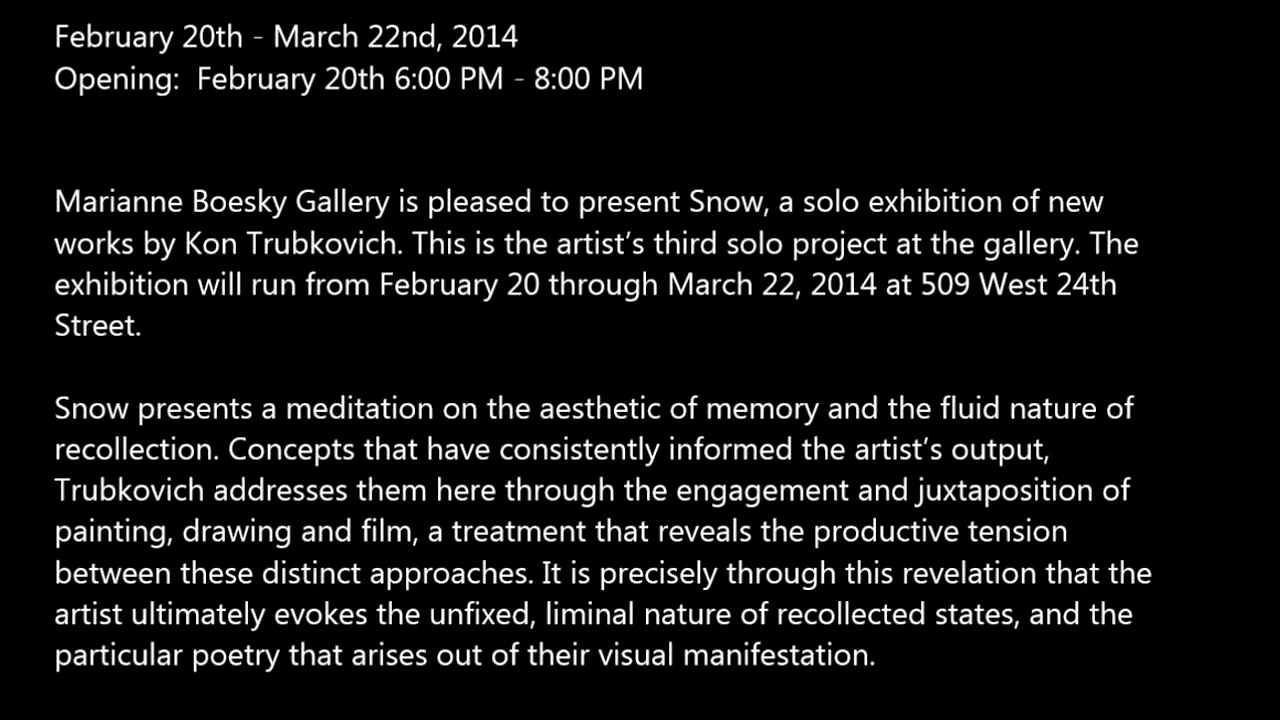 February 20th - March 22nd, 2014
Opening:  February 20th 6:00 PM - 8:00 PM
Marianne Boesky Gallery is pleased to present Snow, a solo exhibition of new
works by Kon Trubkovich. This is the artist’s third solo project at the gallery. The
exhibition will run from February 20 through March 22, 2014 at 509 West 24th
Street.
Snow presents a meditation on the aesthetic of memory and the fluid nature of
recollection. Concepts that have consistently informed the artist’s output,
Trubkovich addresses them here through the engagement and juxtaposition of
painting, drawing and film, a treatment that reveals the productive tension
between these distinct approaches. It is precisely through this revelation that the
artist ultimately evokes the unfixed, liminal nature of recollected states, and the
particular poetry that arises out of their visual manifestation.